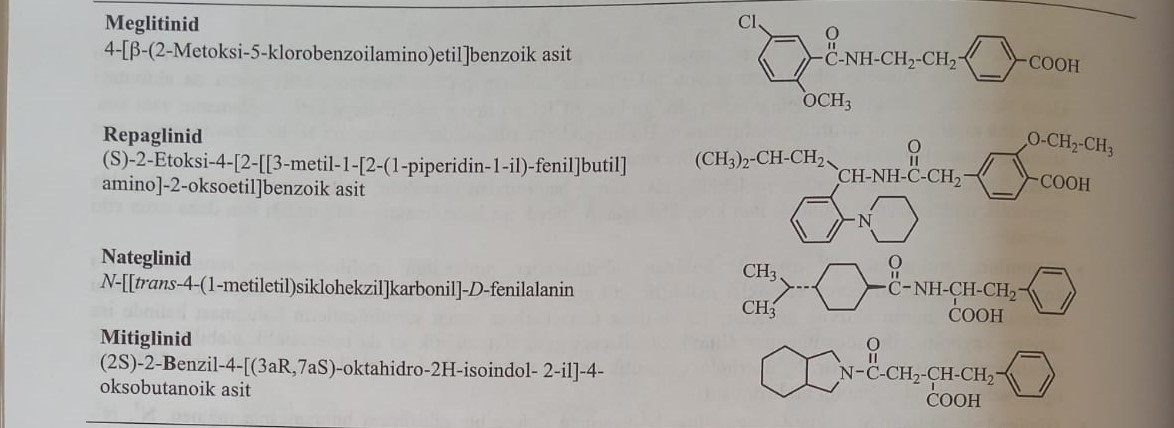 Meglitinid
4-[β-(2-Metoksi-5-klorobenzoilamino)etil]benzoik asit
Cl
O
C-NH-CH₂-CH₂
COOH
OCH₃
Repaglinid
(S)-2-Etoksi-4-[2-[[3-metil-1-[2-(1-piperidin-1-il)-fenil]butil]
amino]-2-oksoetil]benzoik asit
O-CH₂-CH₃
O
(CH₃)₂-CH-CH₂
CH-NH-C-CH₂
COOH
N
Nateglinid
N-[[trans-4-(1-metiletil)siklohekzil]karbonil]-D-fenilalanin
CH₃
O
C-NH-CH-CH₂
CH₃
COOH
Mitiglinid
(2S)-2-Benzil-4-[(3aR,7aS)-oktahidro-2H-isoindol- 2-il]-4-
oksobutanoik asit
O
N-C-CH₂-CH-CH₂
COOH